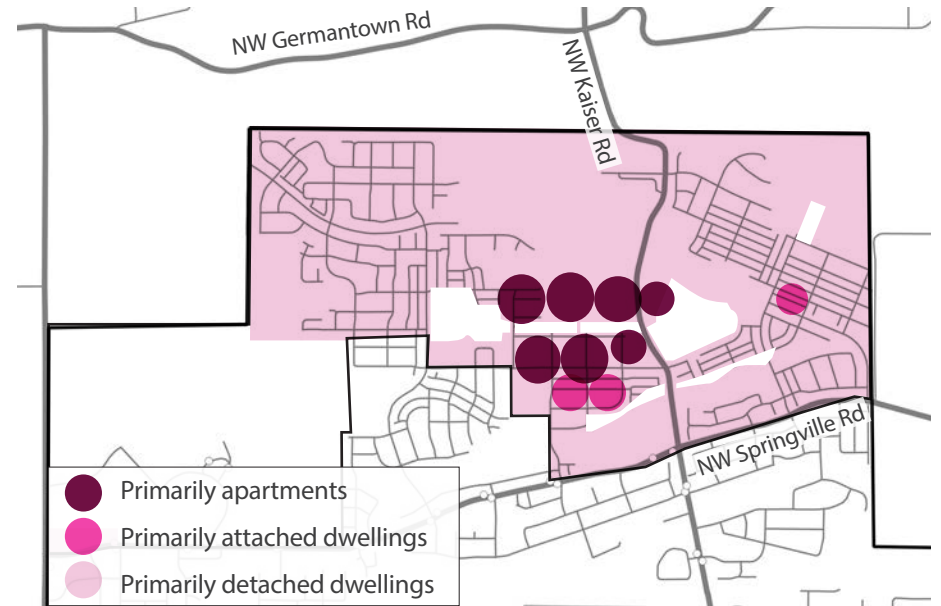 NW Germantown Rd
NW Kaiser Rd
NW Springville Rd
Primarily apartments
Primarily attached dwellings
Primarily detached dwellings